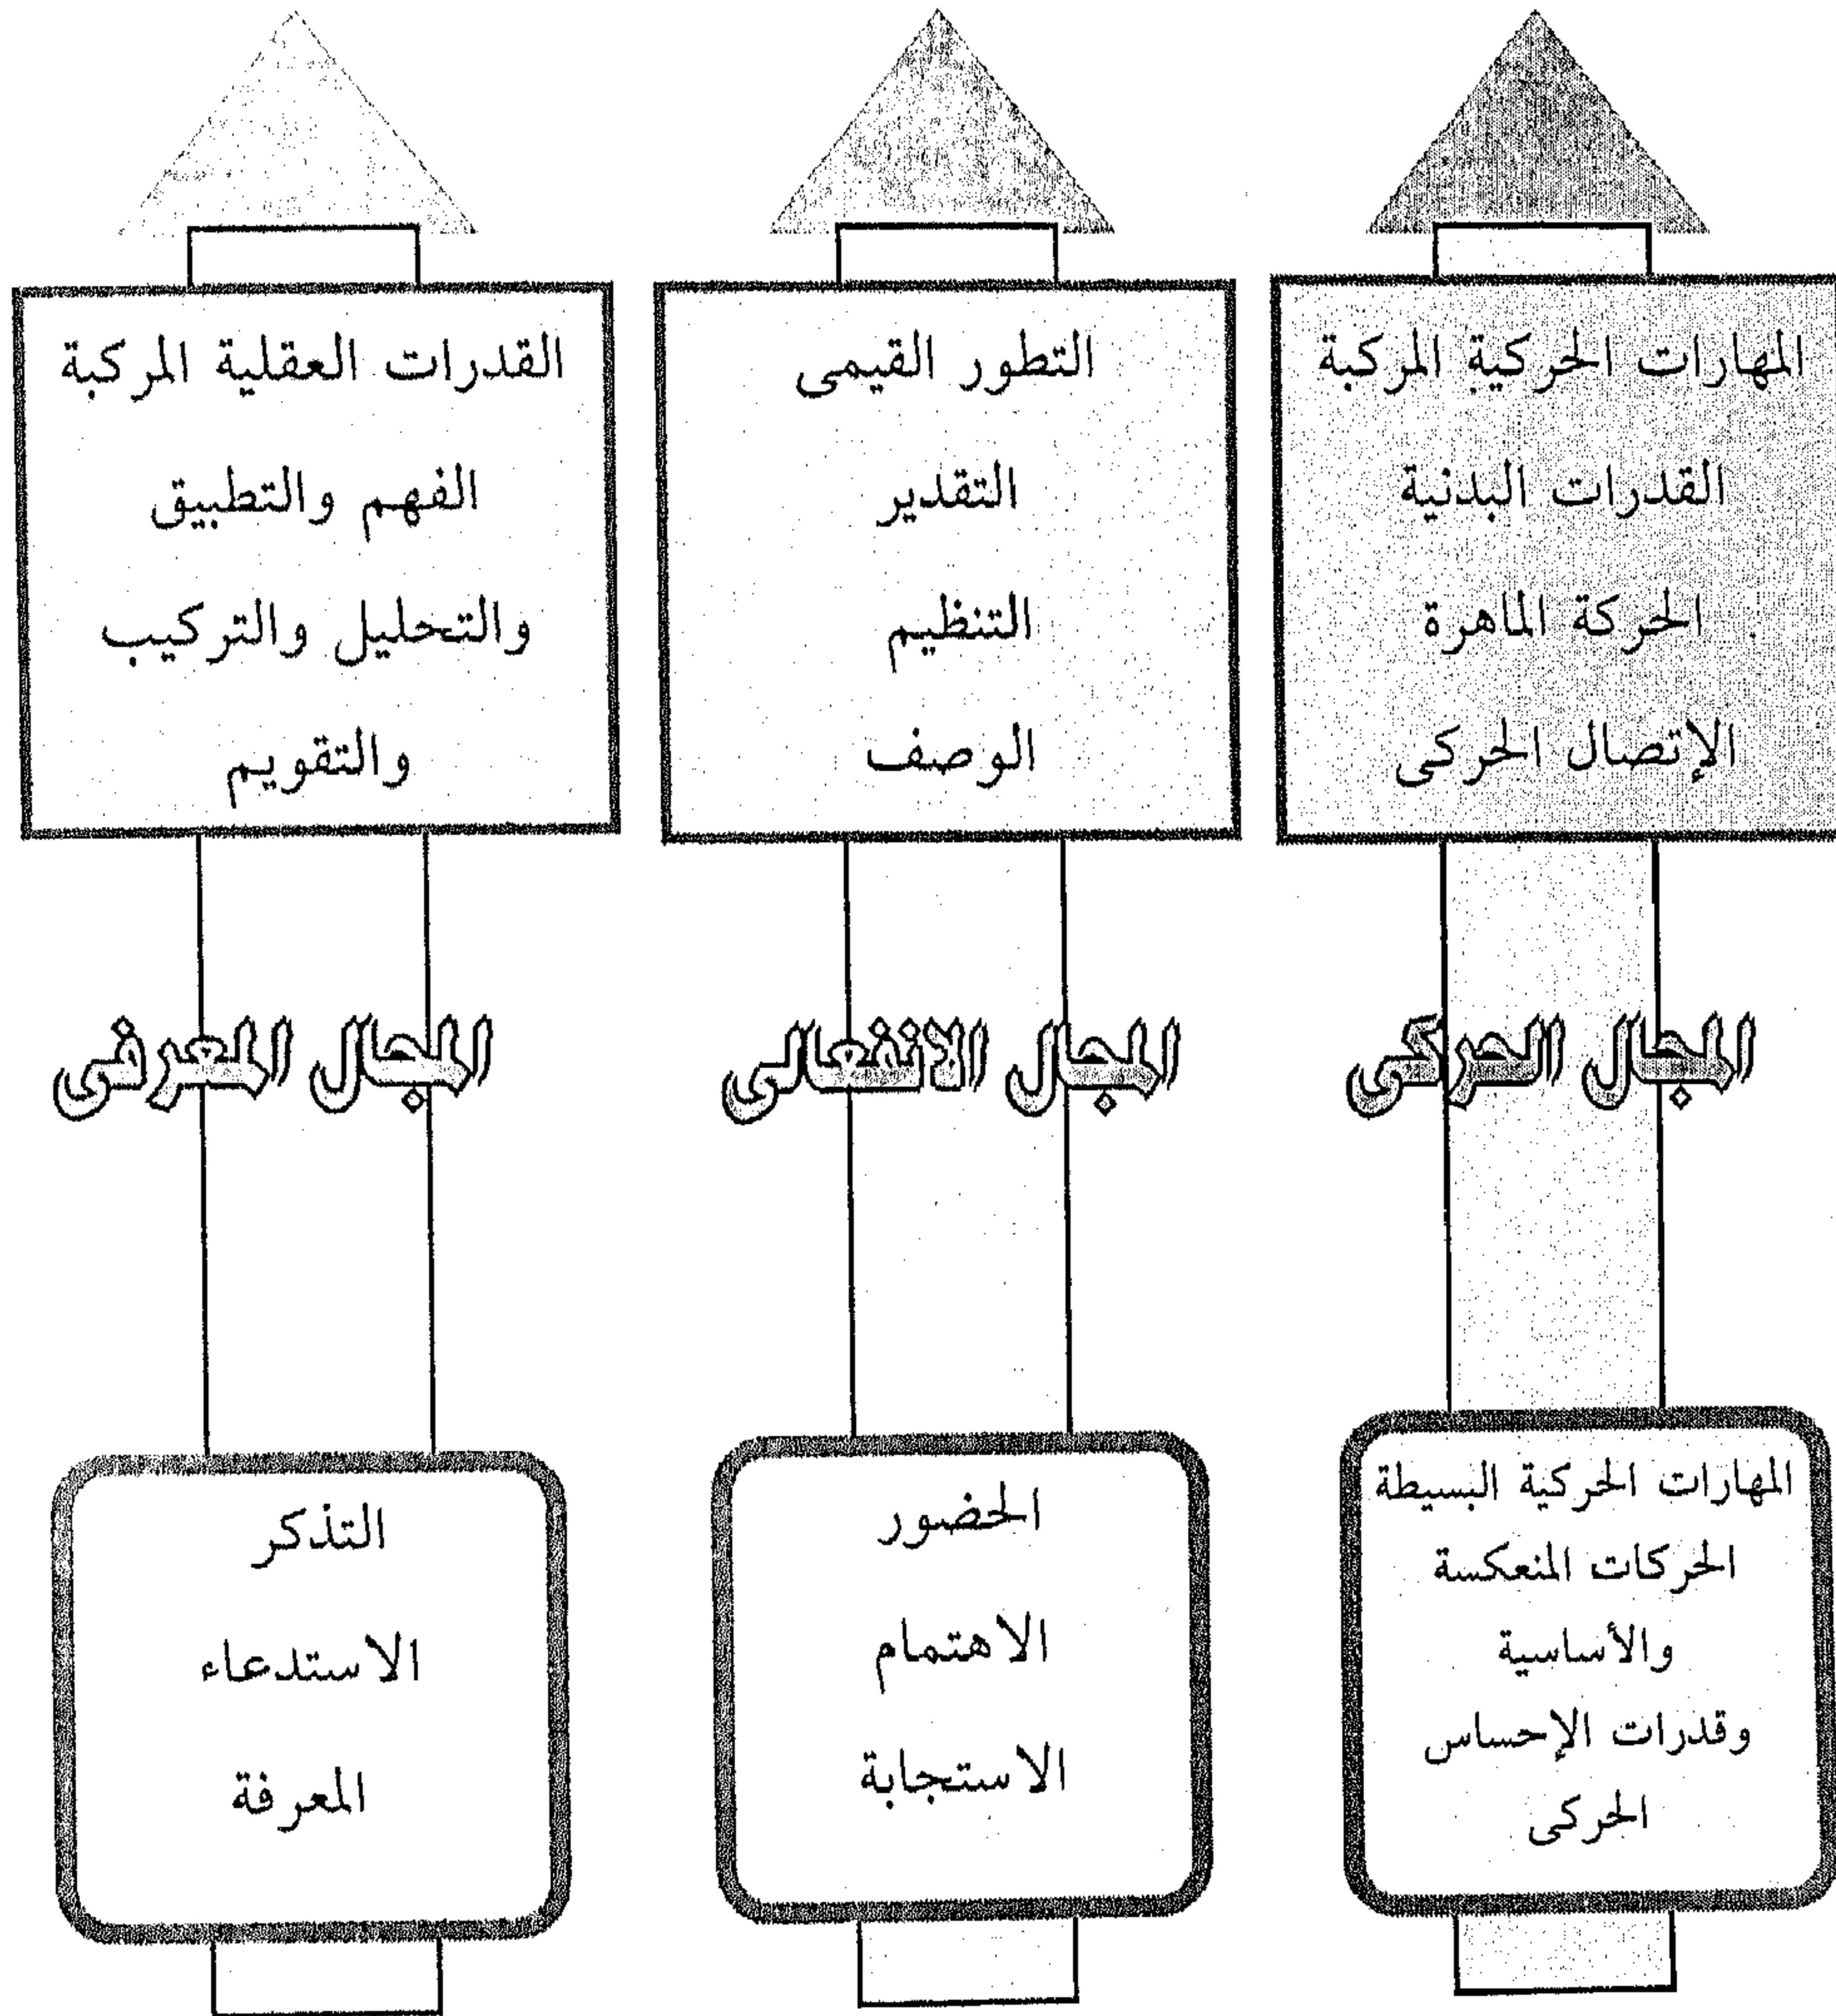 المهارات الحركية المركبة
القدرات البدنية
الحركة الماهرة
الإتصال الحركى
المجال الحركى
المهارات الحركية البسيطة
الحركات المنعكسة
والأساسية
وقدرات الإحساس
الحركى
التطور القيمى
التقدير
التنظيم
الوصف
المجال الانفعالى
الحضور
الاهتمام
الاستجابة
القدرات العقلية المركبة
الفهم والتطبيق
والتحليل والتركيب
والتقويم
المجال المعرفى
التذكر
الاستدعاء
المعرفة